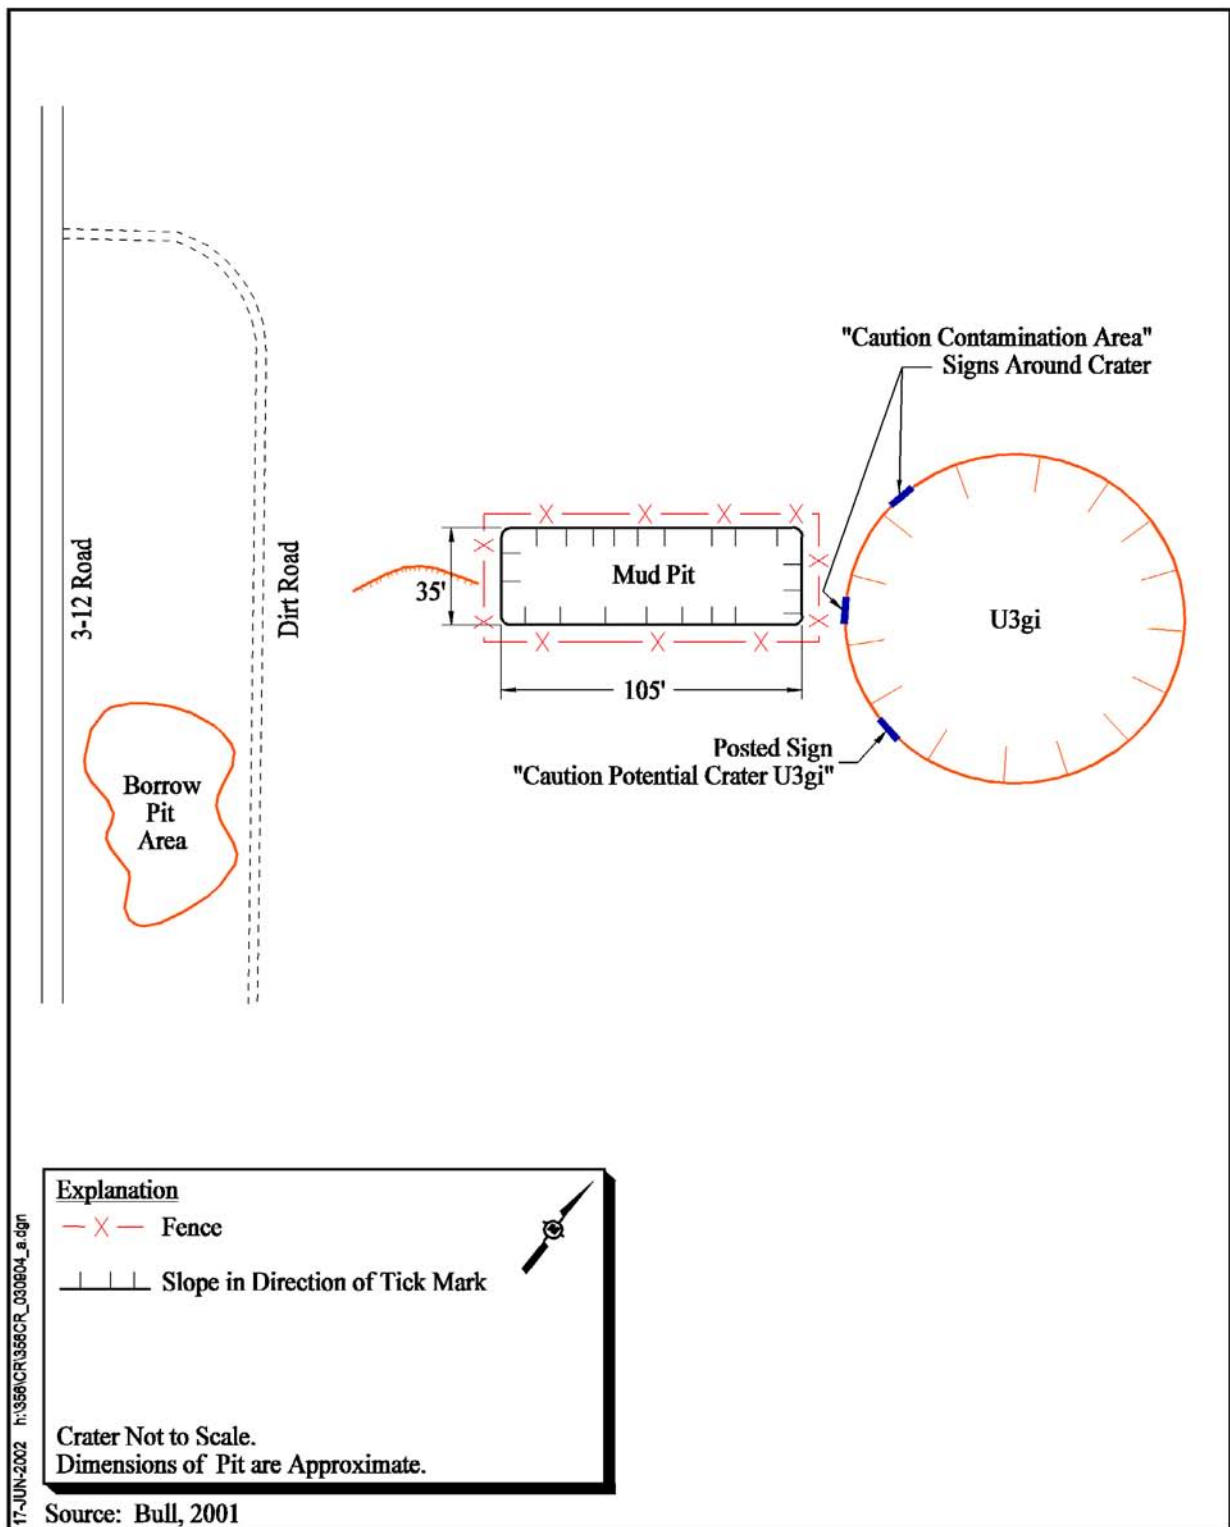 "Caution Contamination Area"
Signs Around Crater
3-12 Road
Dirt Road
35'
Mud Pit
U3gi
105'
Posted Sign
"Caution Potential Crater U3gi"
Borrow
Pit
Area
Explanation
X Fence
Slope in Direction of Tick Mark
Crater Not to Scale.
Dimensions of Pit are Approximate.
17-JUN-2002 h:\356\CR\356CR_030904_a.dgn
Source: Bull, 2001